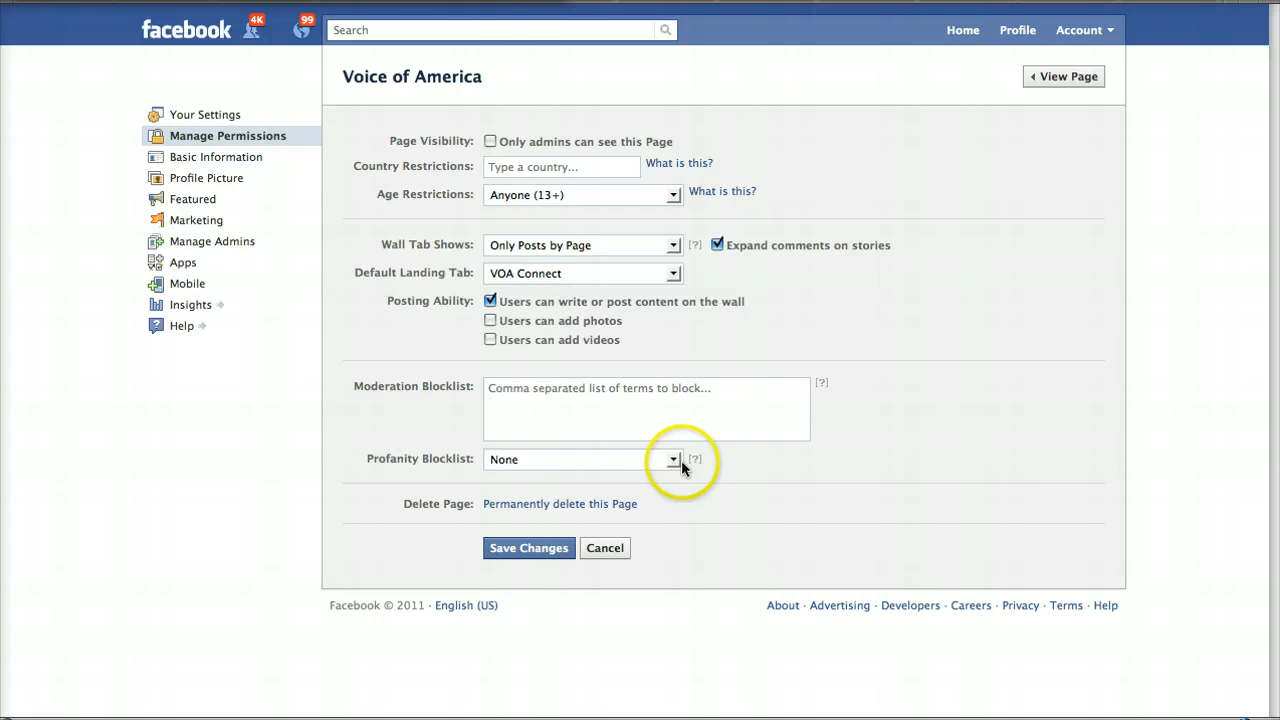 facebook 4K 99 Search Home Profile Account
Voice of America View Page
Your Settings
Manage Permissions
Basic Information
Profile Picture
Featured
Marketing
Manage Admins
Apps
Mobile
Insights
Help
Page Visibility: Only admins can see this Page
Country Restrictions: Type a country... What is this?
Age Restrictions: Anyone (13+) What is this?
Wall Tab Shows: Only Posts by Page [?] Expand comments on stories
Default Landing Tab: VOA Connect
Posting Ability: Users can write or post content on the wall
Users can add photos
Users can add videos
Moderation Blocklist: Comma separated list of terms to block... [?]
Profanity Blocklist: None [?]
Delete Page: Permanently delete this Page
Save Changes Cancel
Facebook © 2011 · English (US) About · Advertising · Developers · Careers · Privacy · Terms · Help